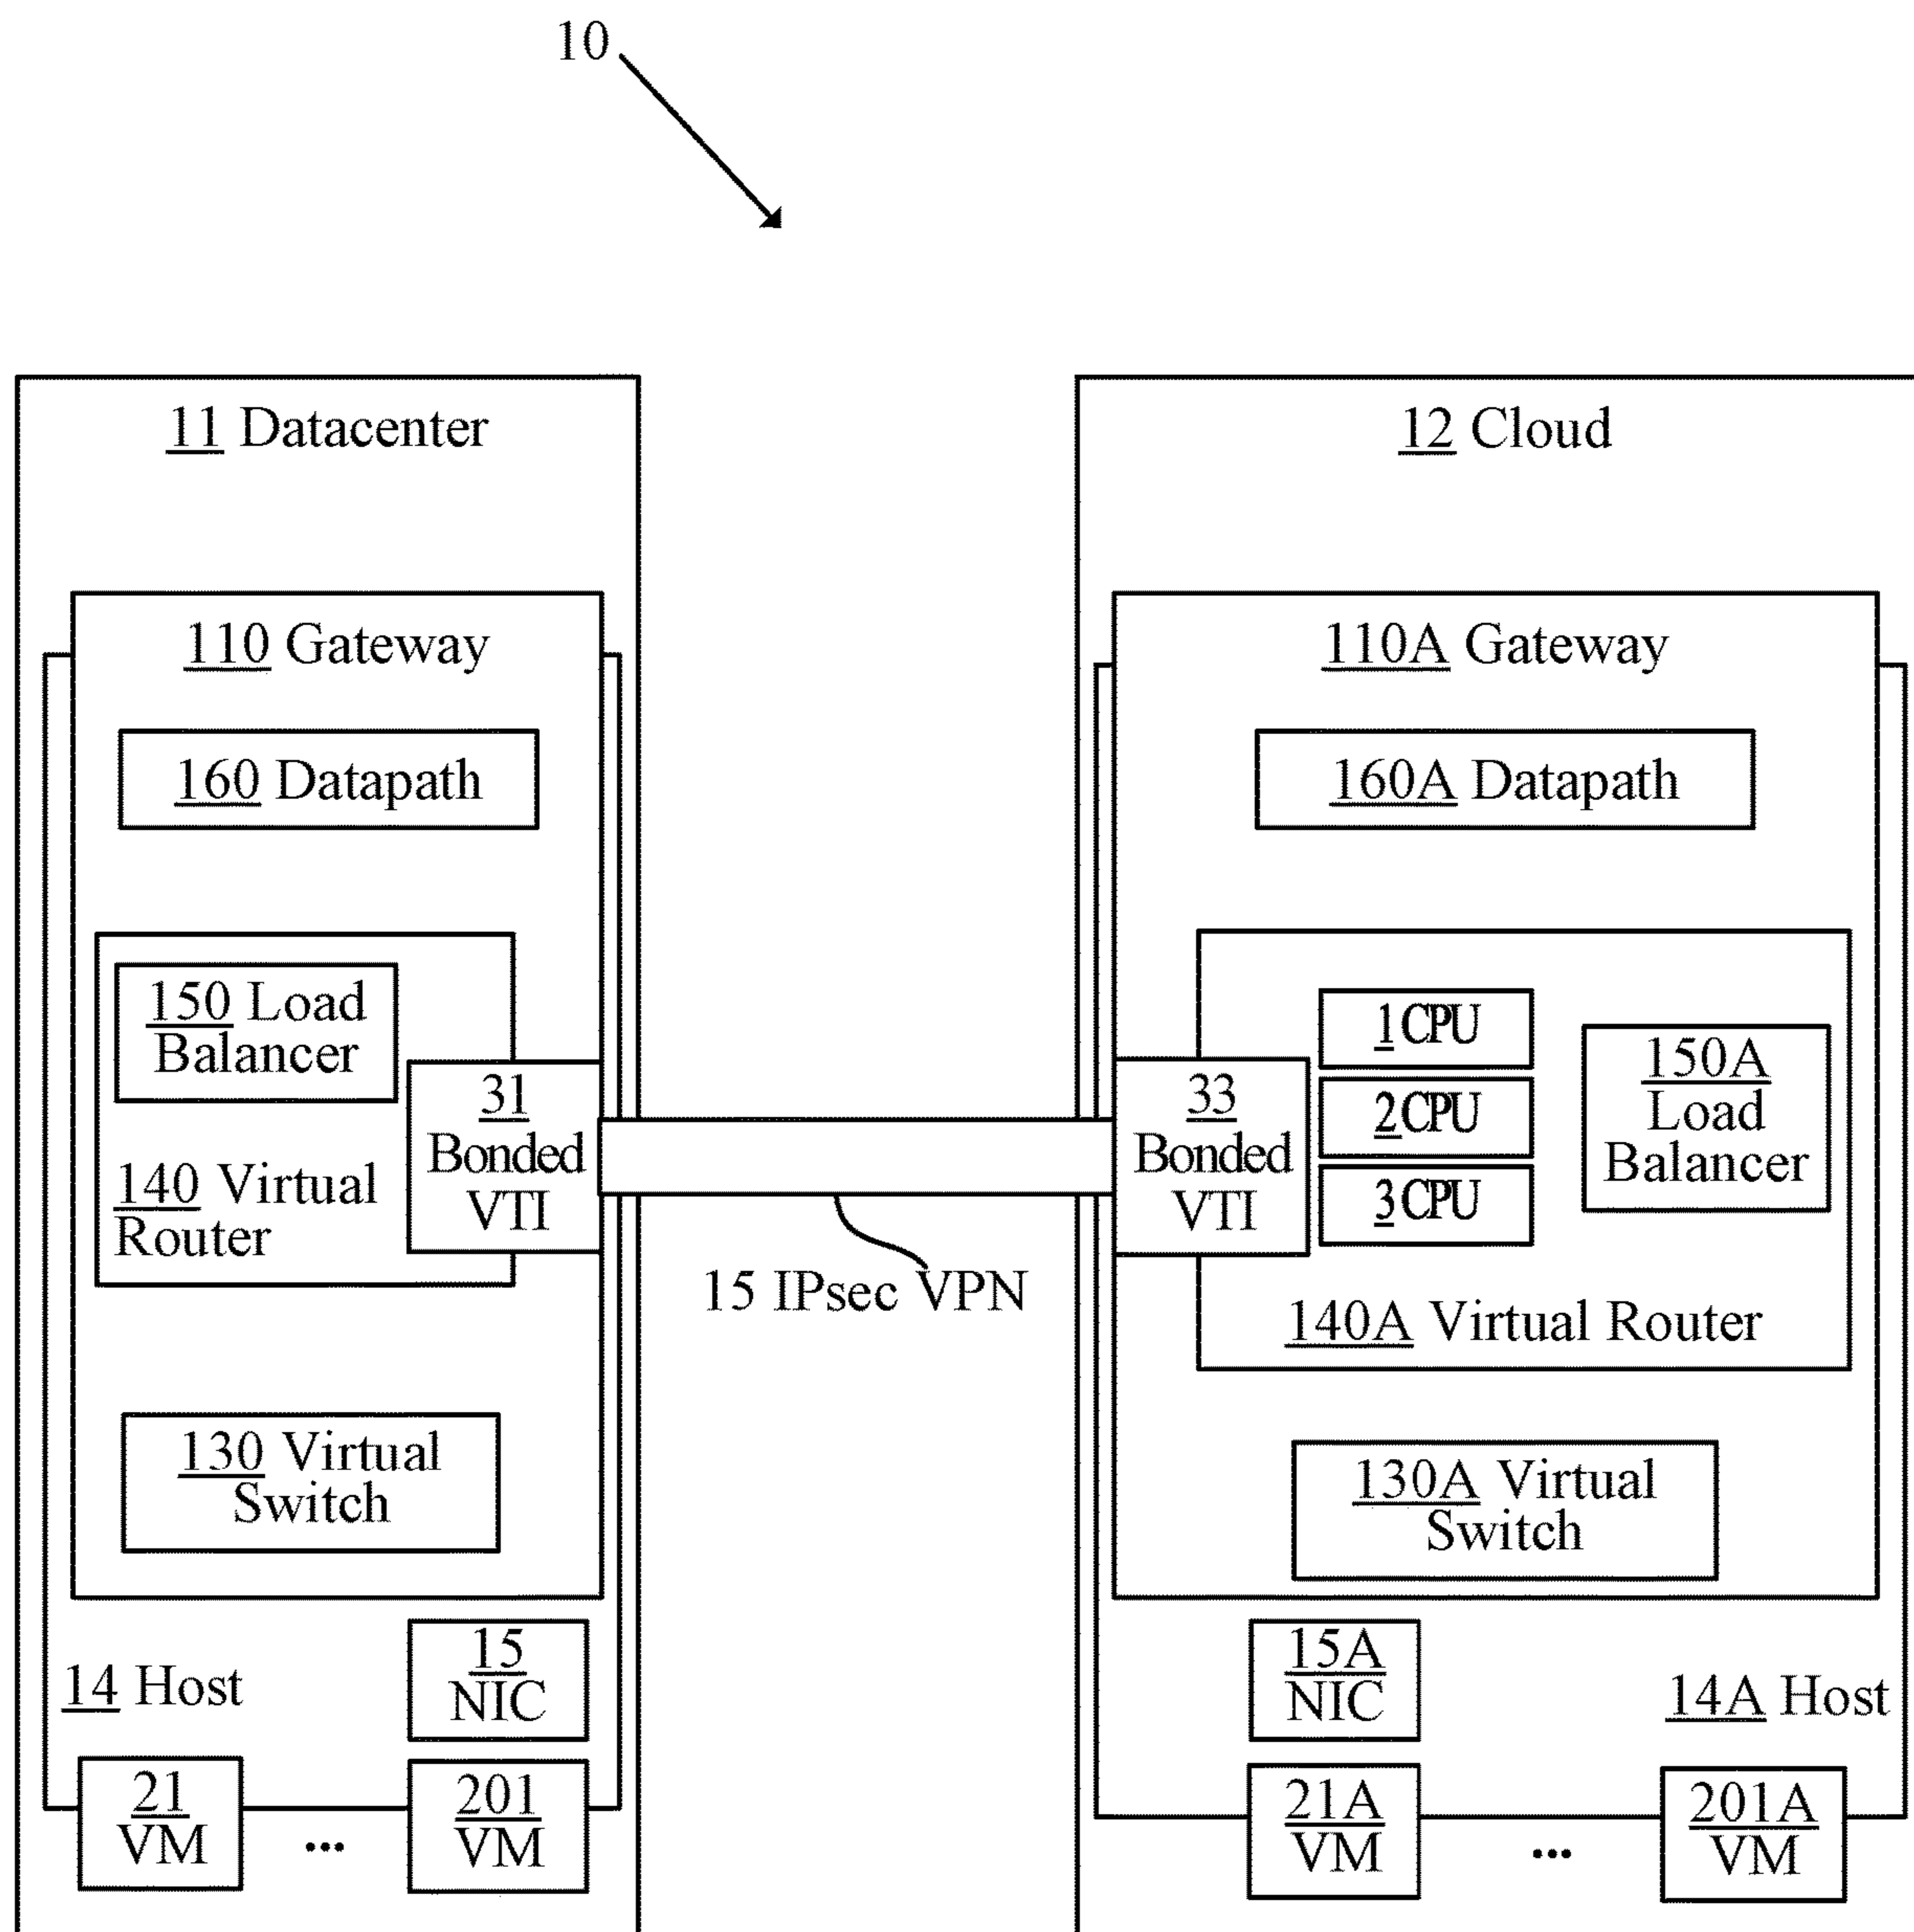 10
11 Datacenter
110 Gateway
160 Datapath
150 Load
Balancer
31
Bonded
VTI
140 Virtual
Router
130 Virtual
Switch
15
NIC
14 Host
21
VM
...
201
VM
15 IPsec VPN
12 Cloud
110A Gateway
160A Datapath
33
Bonded
VTI
1 CPU
2 CPU
3 CPU
150A
Load
Balancer
140A Virtual Router
130A Virtual
Switch
15A
NIC
14A Host
21A
VM
...
201A
VM